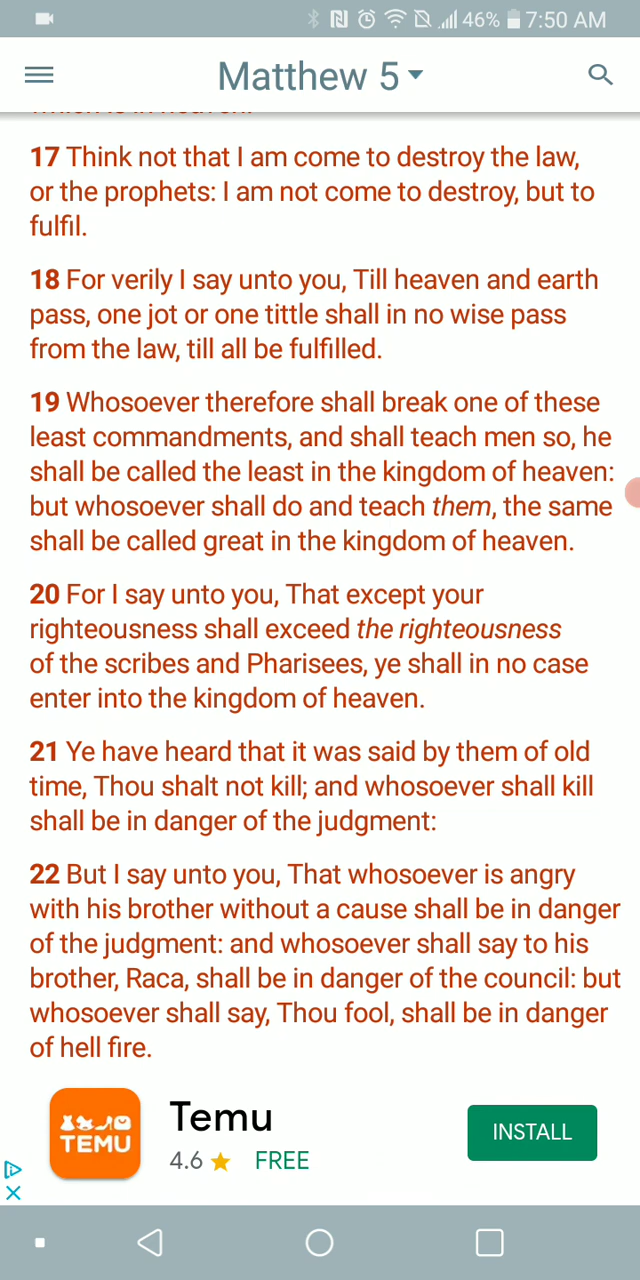 46% 7:50 AM
Matthew 5
which is in heaven.
17 Think not that I am come to destroy the law,
or the prophets: I am not come to destroy, but to
fulfil.
18 For verily I say unto you, Till heaven and earth
pass, one jot or one tittle shall in no wise pass
from the law, till all be fulfilled.
19 Whosoever therefore shall break one of these
least commandments, and shall teach men so, he
shall be called the least in the kingdom of heaven:
but whosoever shall do and teach them, the same
shall be called great in the kingdom of heaven.
20 For I say unto you, That except your
righteousness shall exceed the righteousness
of the scribes and Pharisees, ye shall in no case
enter into the kingdom of heaven.
21 Ye have heard that it was said by them of old
time, Thou shalt not kill; and whosoever shall kill
shall be in danger of the judgment:
22 But I say unto you, That whosoever is angry
with his brother without a cause shall be in danger
of the judgment: and whosoever shall say to his
brother, Raca, shall be in danger of the council: but
whosoever shall say, Thou fool, shall be in danger
of hell fire.
TEMU
Temu
4.6 FREE
INSTALL